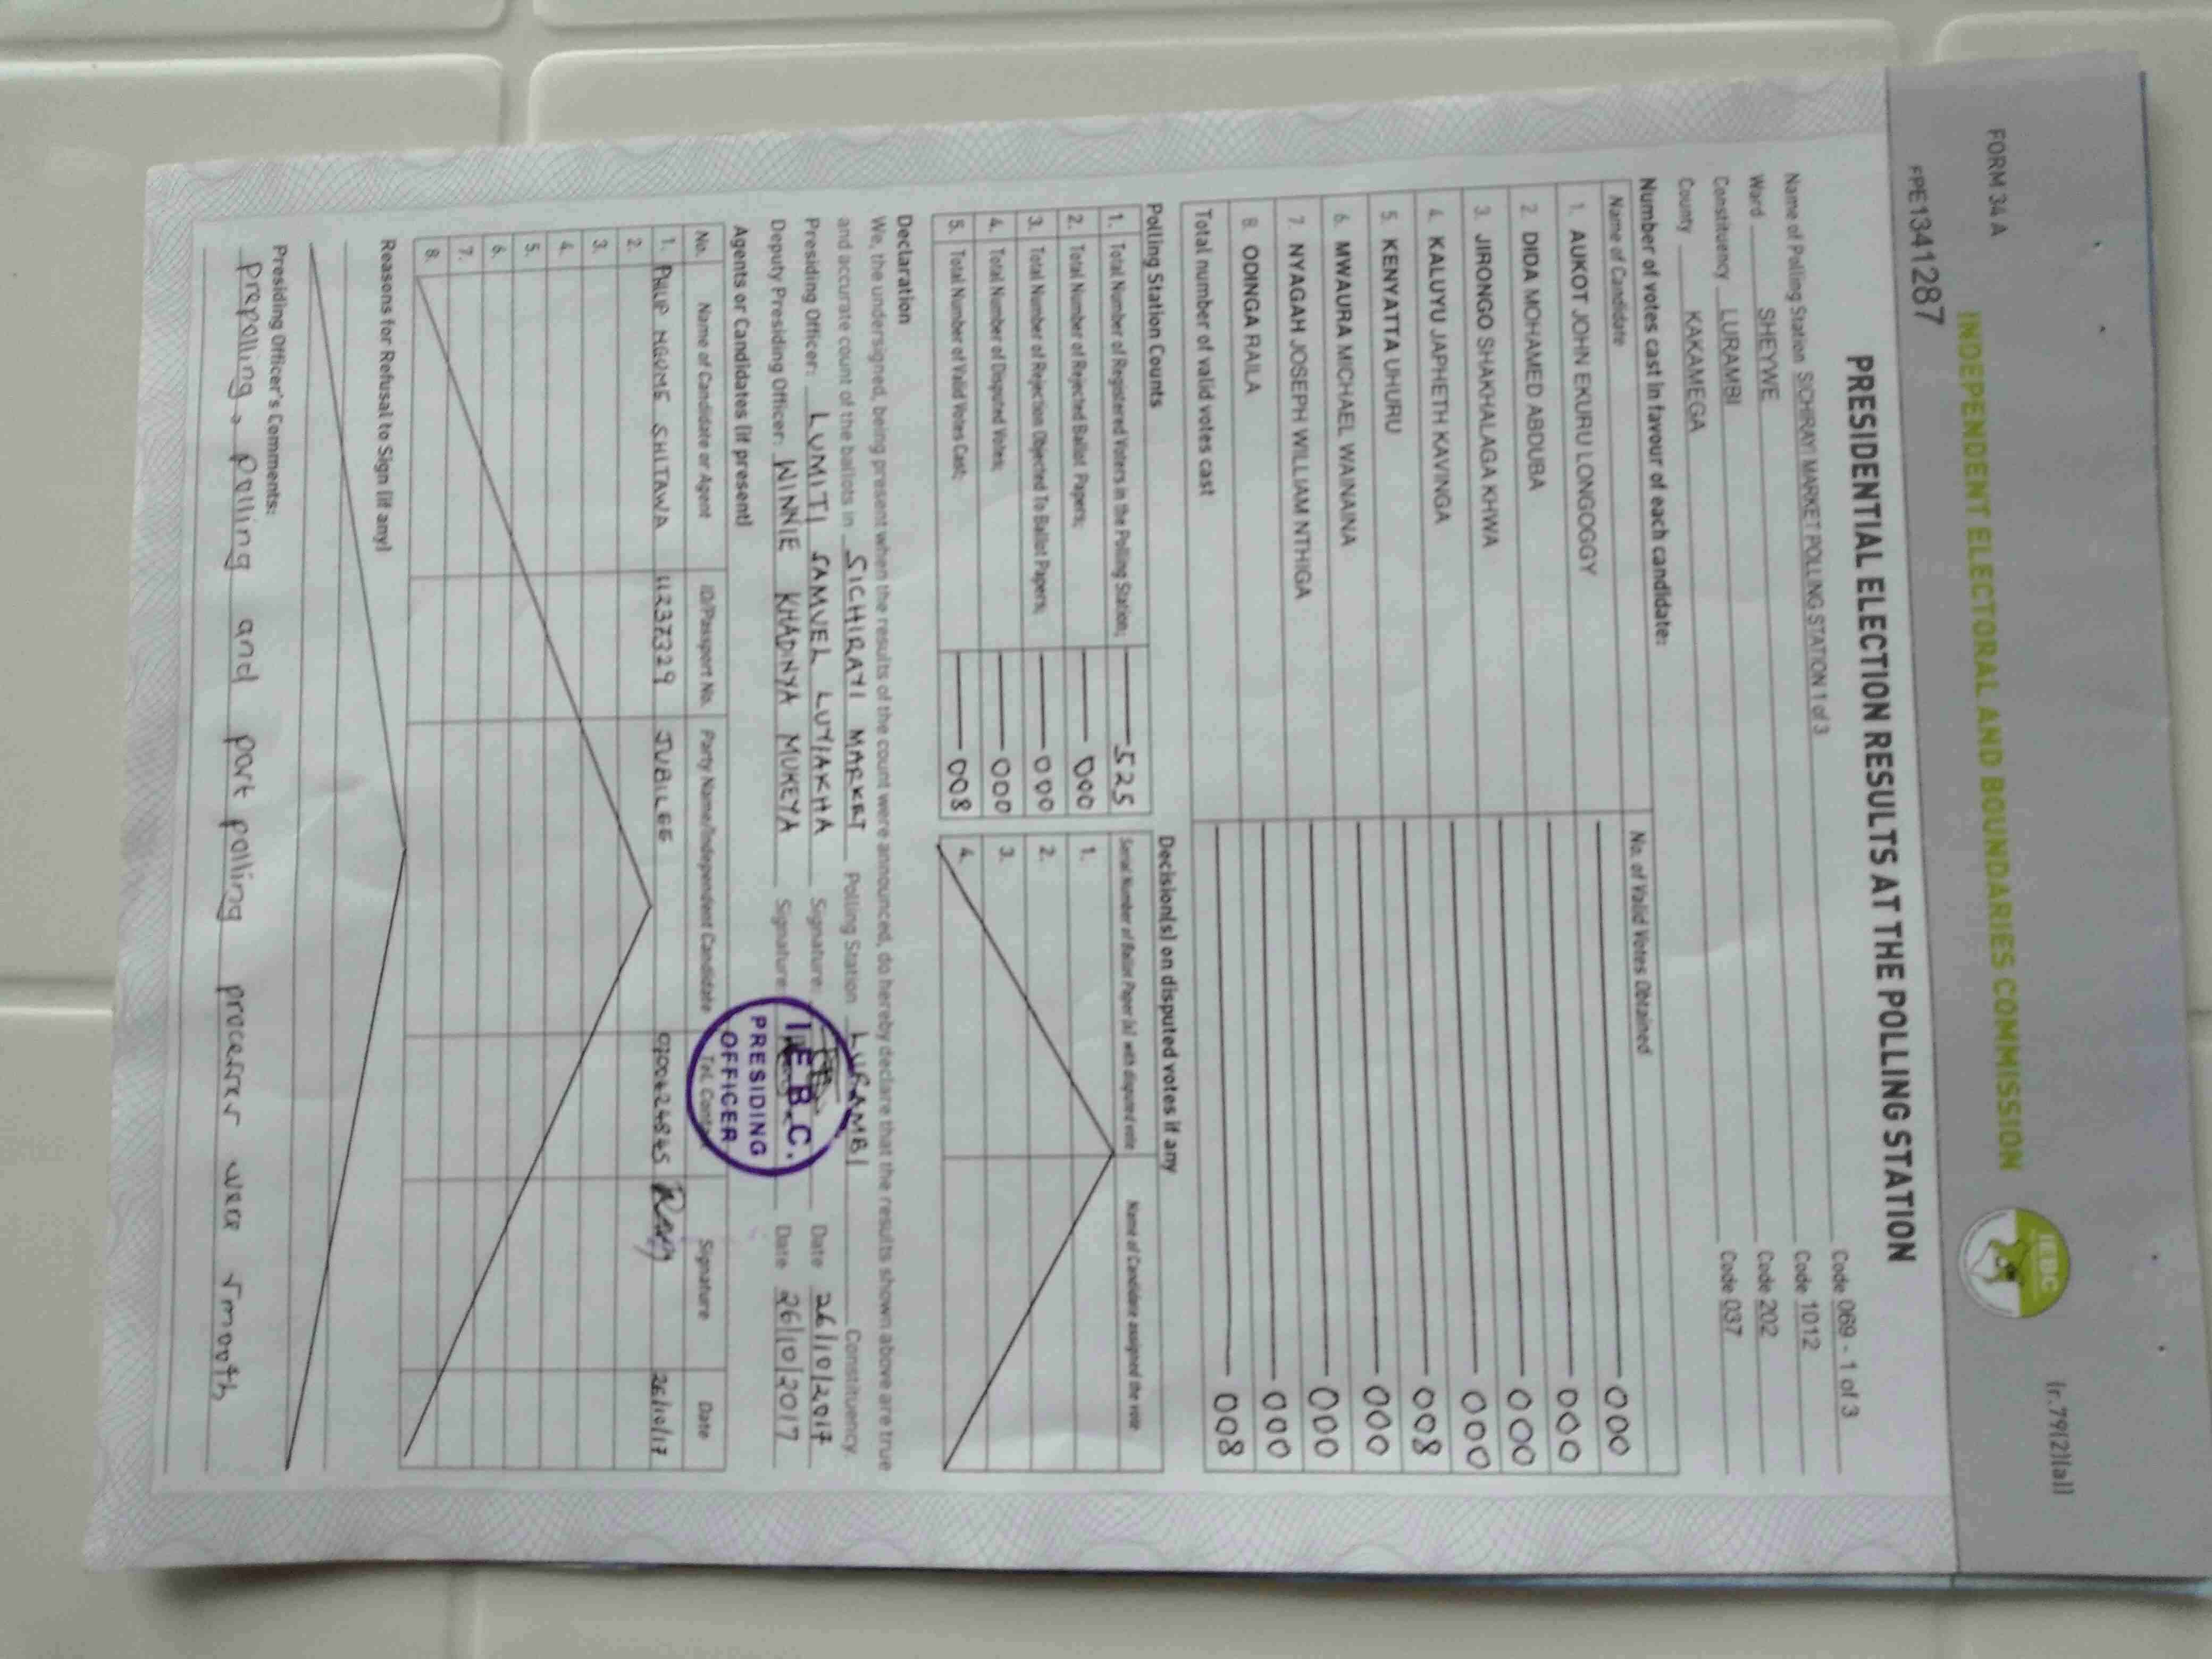 FORM 34 A
(r.79(2)(a))
INDEPENDENT ELECTORAL AND BOUNDARIES COMMISSION
IEBC
FPE1341287
PRESIDENTIAL ELECTION RESULTS AT THE POLLING STATION
Name of Polling Station SICHIRAYI MARKET POLLING STATION 1 of 3 Code 069 - 1 of 3
Ward SHEYWE Code 1012
Constituency LURAMBI Code 202
County KAKAMEGA Code 037
Number of votes cast in favour of each candidate:
Name of Candidate No. of Valid Votes Obtained
1. AUKOT JOHN EKURU LONGOGGY 000
2. DIDA MOHAMED ABDUBA 000
3. JIRONGO SHAKHALAGA KHWA 000
4. KALUYU JAPHETH KAVINGA 000
5. KENYATTA UHURU 008
6. MWAURA MICHAEL WAINAINA 000
7. NYAGAH JOSEPH WILLIAM NTHIGA 000
8. ODINGA RAILA 000
Total number of valid votes cast 008
Polling Station Counts
1. Total Number of Registered Voters in the Polling Station; 525
2. Total Number of Rejected Ballot Papers; 000
3. Total Number of Rejection Objected To Ballot Papers; 000
4. Total Number of Disputed Votes; 000
5. Total Number of Valid Votes Cast; 008
Decision(s) on disputed votes if any
Serial Number of Ballot Paper (s) with disputed vote Name of Candidate assigned the vote
1.
2.
3.
4.
Declaration
We, the undersigned, being present when the results of the count were announced, do hereby declare that the results shown above are true
and accurate count of the ballots in SICHIRAYI MARKET Polling Station LURAMBI Constituency.
Presiding Officer: LUMITI SAMUEL LUYIAKHA Signature: Date 26/10/2017
Deputy Presiding Officer: WINNIE KHADINYA MUKEYA Signature: Date 26/10/2017
I.E.B.C.
PRESIDING
OFFICER
Agents or Candidates (if present)
No. Name of Candidate or Agent ID/Passport No. Party Name/Independent Candidate Tel. Contact Signature Date
1. PHILIP NGOME SHITAWA 11237329 JUBILEE 0700424845 26/10/17
2.
3.
4.
5.
6.
7.
8.
Reasons for Refusal to Sign (if any)
Presiding Officer's Comments:
prepolling, polling and post polling processes were smooth